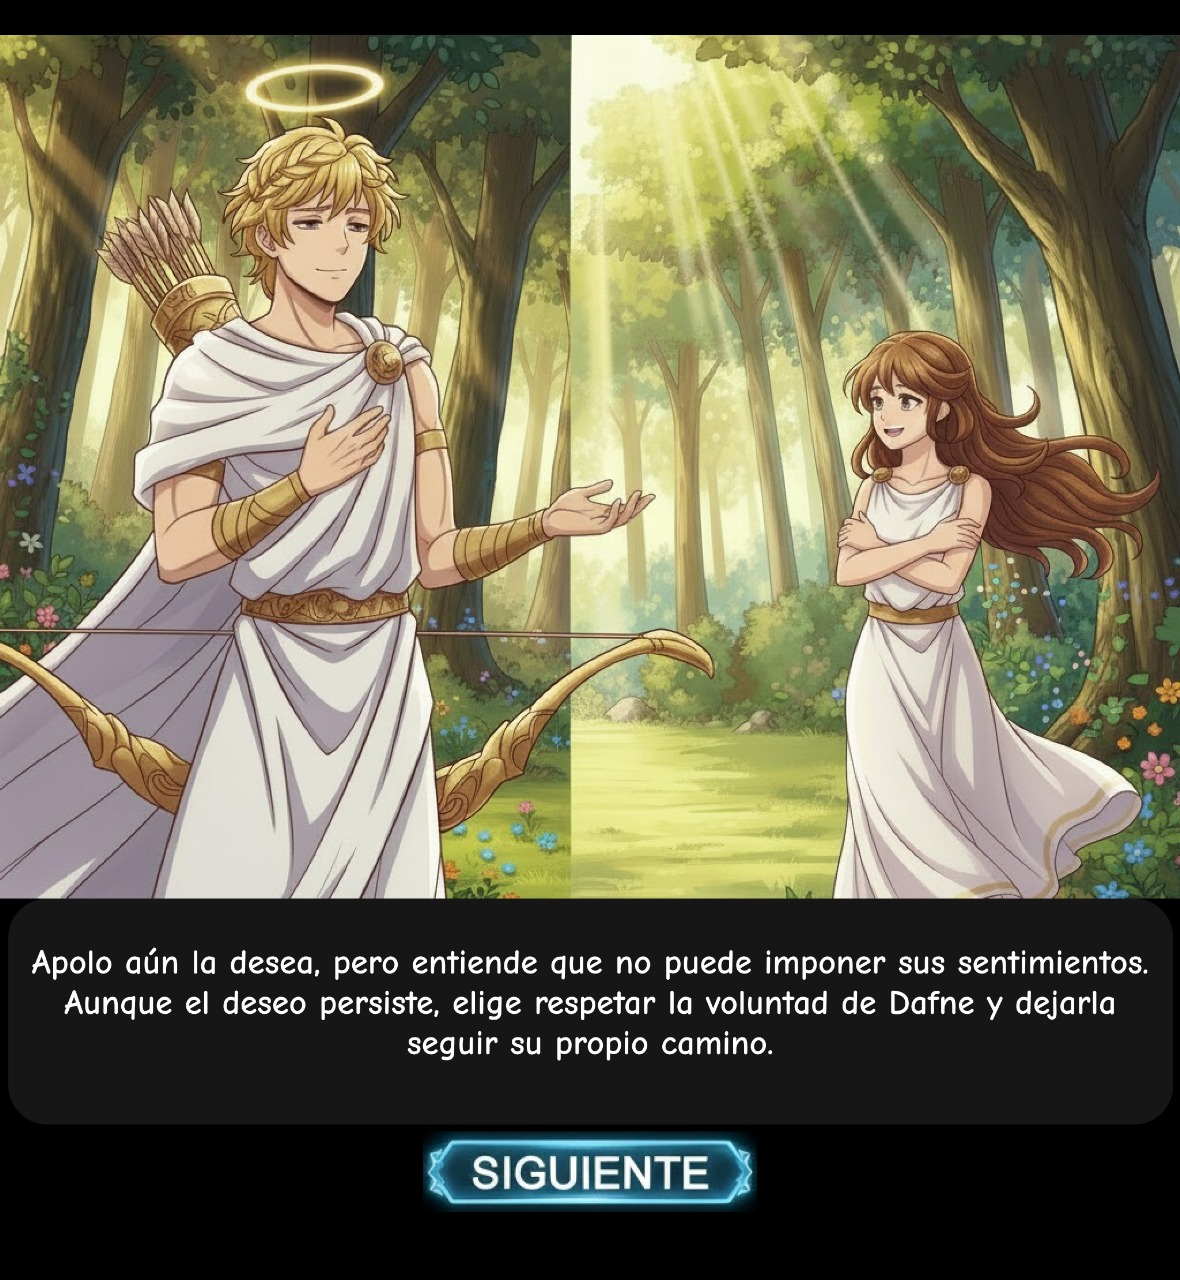 Apolo aún la desea, pero entiende que no puede imponer sus sentimientos.
Aunque el deseo persiste, elige respetar la voluntad de Dafne y dejarla
seguir su propio camino.
SIGUIENTE